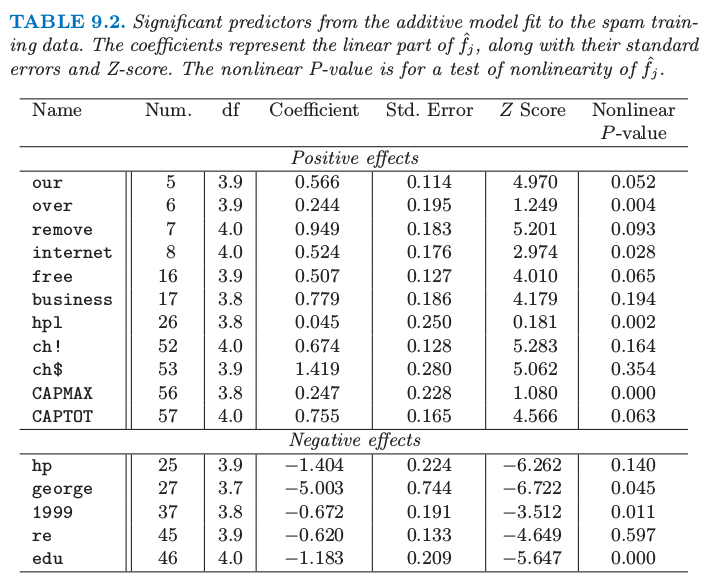 TABLE 9.2. Significant predictors from the additive model fit to the spam train-
ing data. The coefficients represent the linear part of f̂ⱼ, along with their standard
errors and Z-score. The nonlinear P-value is for a test of nonlinearity of f̂ⱼ.
Name Num. df Coefficient Std. Error Z Score Nonlinear
P-value
Positive effects
our 5 3.9 0.566 0.114 4.970 0.052
over 6 3.9 0.244 0.195 1.249 0.004
remove 7 4.0 0.949 0.183 5.201 0.093
internet 8 4.0 0.524 0.176 2.974 0.028
free 16 3.9 0.507 0.127 4.010 0.065
business 17 3.8 0.779 0.186 4.179 0.194
hpl 26 3.8 0.045 0.250 0.181 0.002
ch! 52 4.0 0.674 0.128 5.283 0.164
ch$ 53 3.9 1.419 0.280 5.062 0.354
CAPMAX 56 3.8 0.247 0.228 1.080 0.000
CAPTOT 57 4.0 0.755 0.165 4.566 0.063
Negative effects
hp 25 3.9 −1.404 0.224 −6.262 0.140
george 27 3.7 −5.003 0.744 −6.722 0.045
1999 37 3.8 −0.672 0.191 −3.512 0.011
re 45 3.9 −0.620 0.133 −4.649 0.597
edu 46 4.0 −1.183 0.209 −5.647 0.000